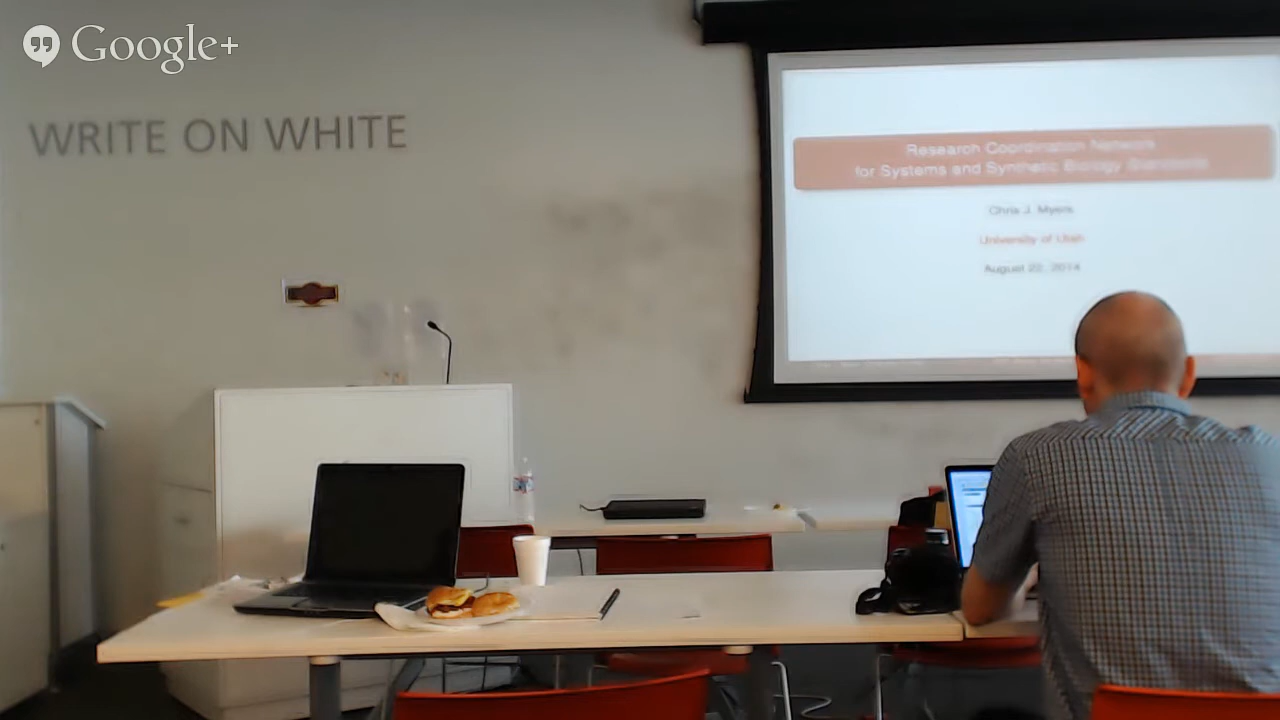 Google+
WRITE ON WHITE
Research Coordination Network
for Systems and Synthetic Biology Standards
Chris J. Myers
University of Utah
August 22, 2014